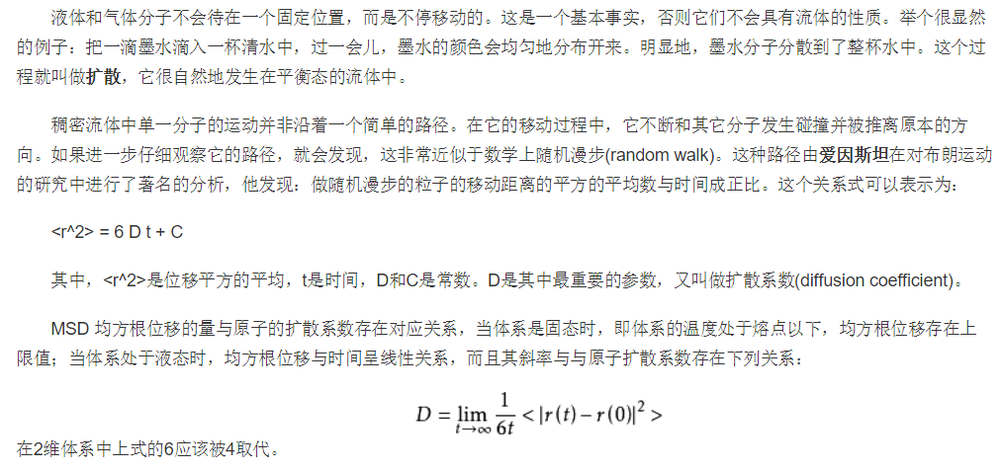 液体和气体分子不会待在一个固定位置，而是不停移动的。这是一个基本事实，否则它们不会具有流体的性质。举个很显然
的例子：把一滴墨水滴入一杯清水中，过一会儿，墨水的颜色会均匀地分布开来。明显地，墨水分子分散到了整杯水中。这个过
程就叫做扩散，它很自然地发生在平衡态的流体中。
稠密流体中单一分子的运动并非沿着一个简单的路径。在它的移动过程中，它不断和其它分子发生碰撞并被推离原本的方
向。如果进一步仔细观察它的路径，就会发现，这非常近似于数学上随机漫步(random walk)。这种路径由爱因斯坦在对布朗运动
的研究中进行了著名的分析，他发现：做随机漫步的粒子的移动距离的平方的平均数与时间成正比。这个关系式可以表示为：
<r^2> = 6 D t + C
其中，<r^2>是位移平方的平均，t是时间，D和C是常数。D是其中最重要的参数，又叫做扩散系数(diffusion coefficient)。
MSD 均方根位移的量与原子的扩散系数存在对应关系，当体系是固态时，即体系的温度处于熔点以下，均方根位移存在上
限值；当体系处于液态时，均方根位移与时间呈线性关系，而且其斜率与与原子扩散系数存在下列关系：
D = lim t→∞ 1/6t < |r(t) – r(0)|² >
在2维体系中上式的6应该被4取代。